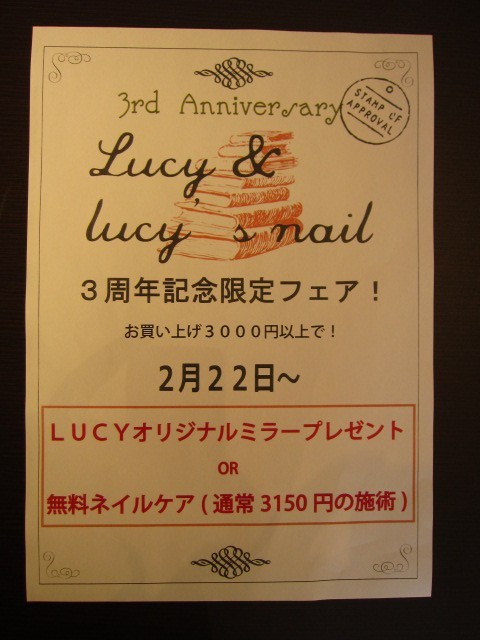 3rd Anniversary
STAMP OF
APPROVAL
Lucy &
lucy's nail
３周年記念限定フェア！
お買い上げ３０００円以上で！
２月２２日～
ＬＵＣＹオリジナルミラープレゼント
OR
無料ネイルケア ( 通常 3150 円の施術 )